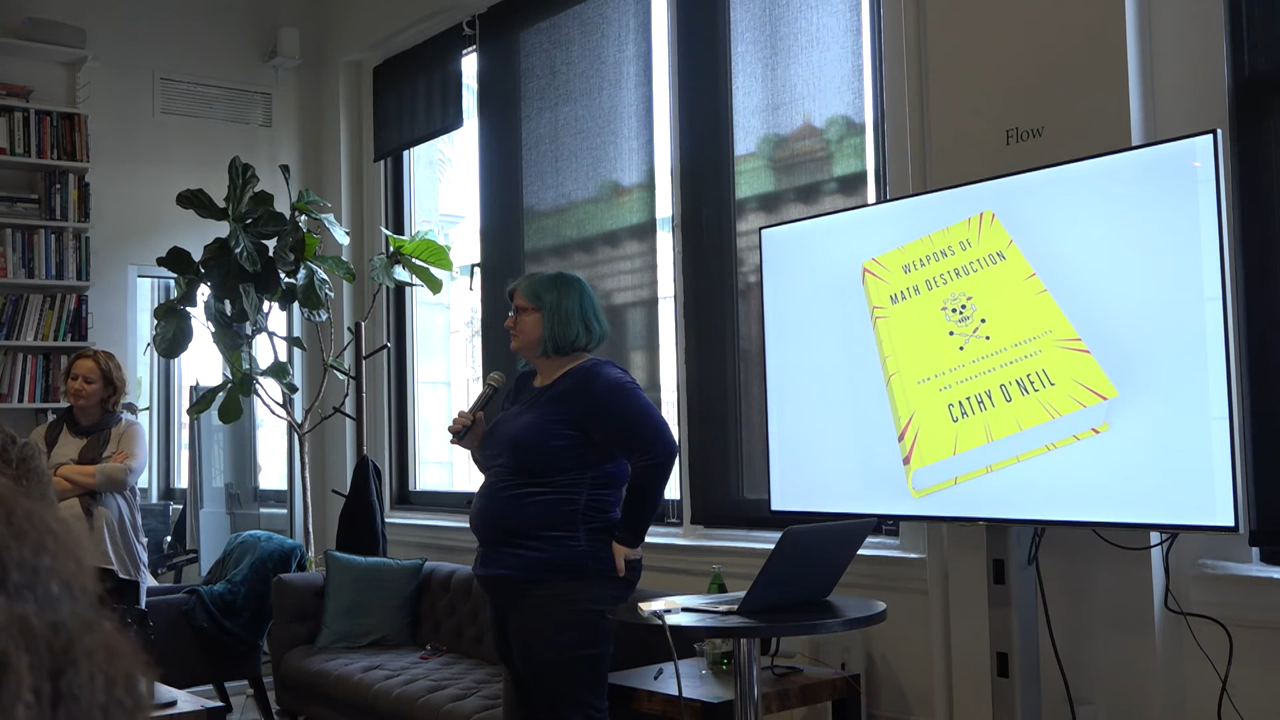 Flow
WEAPONS OF
MATH DESTRUCTION
HOW BIG DATA INCREASES INEQUALITY
AND THREATENS DEMOCRACY
CATHY O'NEIL